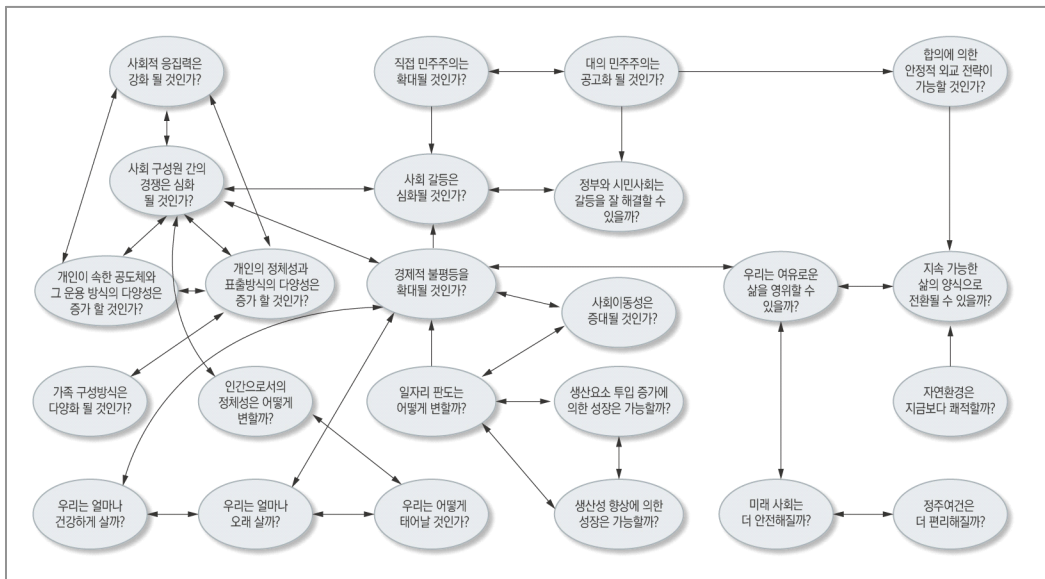 사회적 응집력은
강화 될 것인가?
직접 민주주의는
확대될 것인가?
대의 민주주의는
공고화 될 것인가?
합의에 의한
안정적 외교 전략이
가능할 것인가?
사회 구성원 간의
경쟁은 심화
될 것인가?
사회 갈등은
심화될 것인가?
정부와 시민사회는
갈등을 잘 해결할 수
있을까?
개인이 속한 공도체와
그 운용 방식의 다양성은
증가 할 것인가?
개인의 정체성과
표출방식의 다양성은
증가 할 것인가?
경제적 불평등을
확대될 것인가?
사회이동성은
증대될 것인가?
우리는 여유로운
삶을 영위할 수
있을까?
지속 가능한
삶의 양식으로
전환될 수 있을까?
가족 구성방식은
다양화 될 것인가?
인간으로서의
정체성은 어떻게
변할까?
일자리 판도는
어떻게 변할까?
생산요소 투입 증가에
의한 성장은 가능할까?
자연환경은
지금보다 쾌적할까?
우리는 얼마나
건강하게 살까?
우리는 얼마나
오래 살까?
우리는 어떻게
태어날 것인가?
생산성 향상에 의한
성장은 가능할까?
미래 사회는
더 안전해질까?
정주여건은
더 편리해질까?